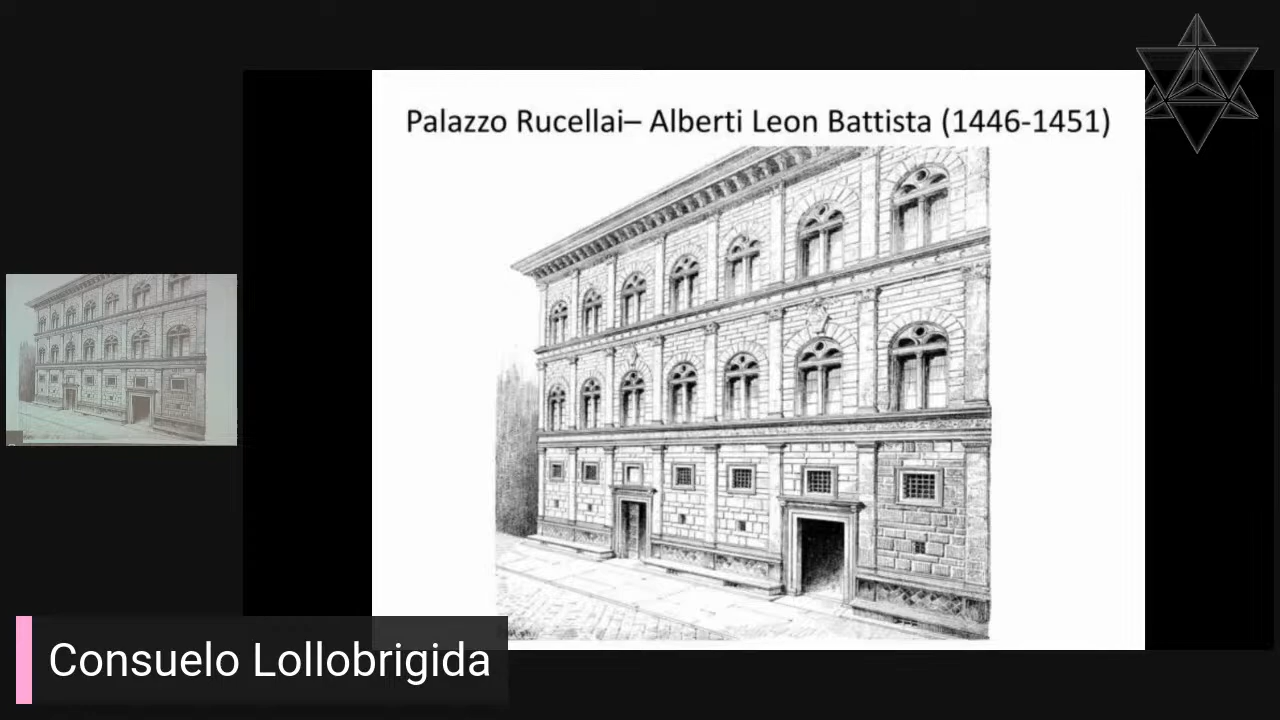 Palazzo Rucellai– Alberti Leon Battista (1446-1451)
Consuelo Lollobrigida